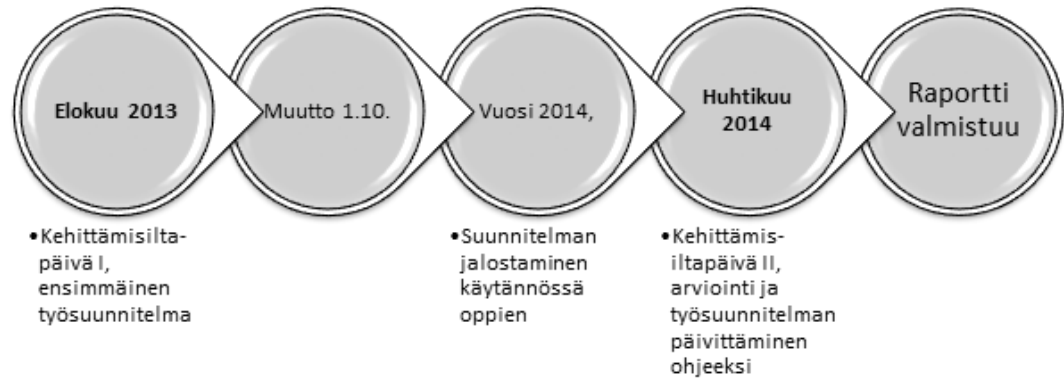 Elokuu 2013
•Kehittämisilta-
päivä I,
ensimmäinen
työsuunnitelma
Muutto 1.10.
Vuosi 2014,
•Suunnitelman
jalostaminen
käytännössä
oppien
Huhtikuu
2014
•Kehittämis-
iltapäivä II,
arviointi ja
työsuunnitelman
päivittäminen
ohjeeksi
Raportti
valmistuu